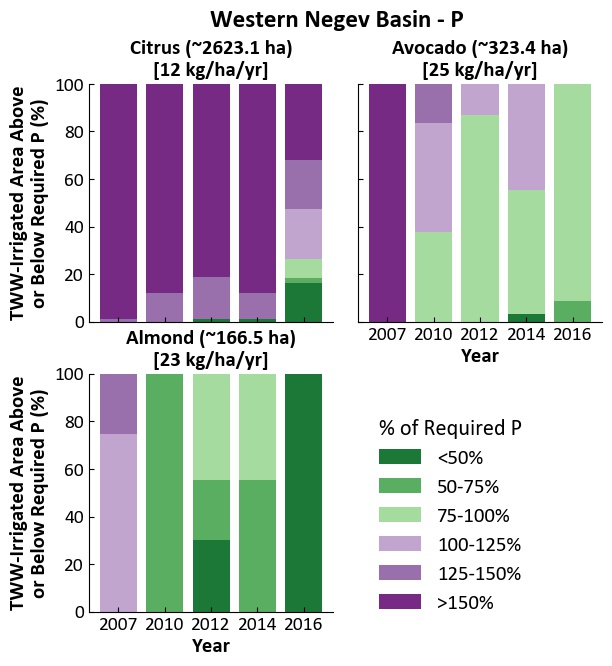 Western Negev Basin - P
Citrus (~2623.1 ha)
[12 kg/ha/yr]
Avocado (~323.4 ha)
[25 kg/ha/yr]
TWW-Irrigated Area Above
or Below Required P (%)
100
80
60
40
20
0
2007 2010 2012 2014 2016
Year
Almond (~166.5 ha)
[23 kg/ha/yr]
TWW-Irrigated Area Above
or Below Required P (%)
100
80
60
40
20
0
2007 2010 2012 2014 2016
Year
% of Required P
<50%
50-75%
75-100%
100-125%
125-150%
>150%